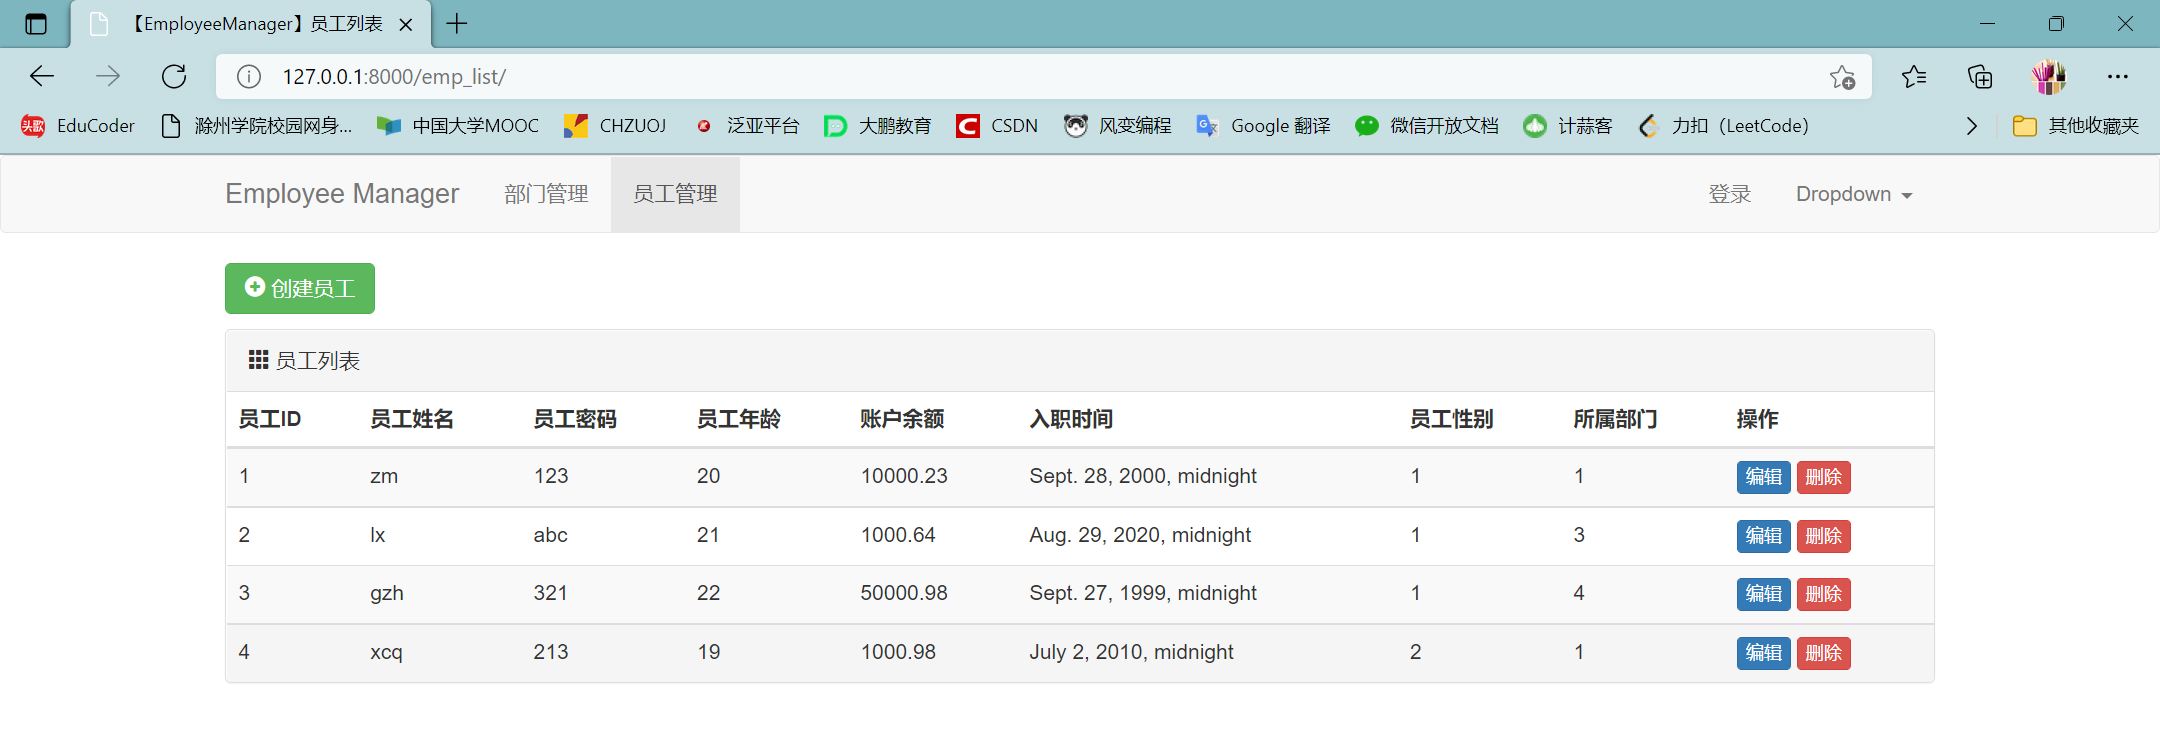 【EmployeeManager】员工列表
127.0.0.1:8000/emp_list/
头歌 EduCoder 滁州学院校园网身... 中国大学MOOC CHZUOJ 泛亚平台 大鹏教育 CSDN 风变编程 Google 翻译 微信开放文档 计蒜客 力扣（LeetCode） 其他收藏夹
Employee Manager 部门管理 员工管理 登录 Dropdown
创建员工
员工列表
员工ID 员工姓名 员工密码 员工年龄 账户余额 入职时间 员工性别 所属部门 操作
1 zm 123 20 10000.23 Sept. 28, 2000, midnight 1 1 编辑 删除
2 lx abc 21 1000.64 Aug. 29, 2020, midnight 1 3 编辑 删除
3 gzh 321 22 50000.98 Sept. 27, 1999, midnight 1 4 编辑 删除
4 xcq 213 19 1000.98 July 2, 2010, midnight 2 1 编辑 删除